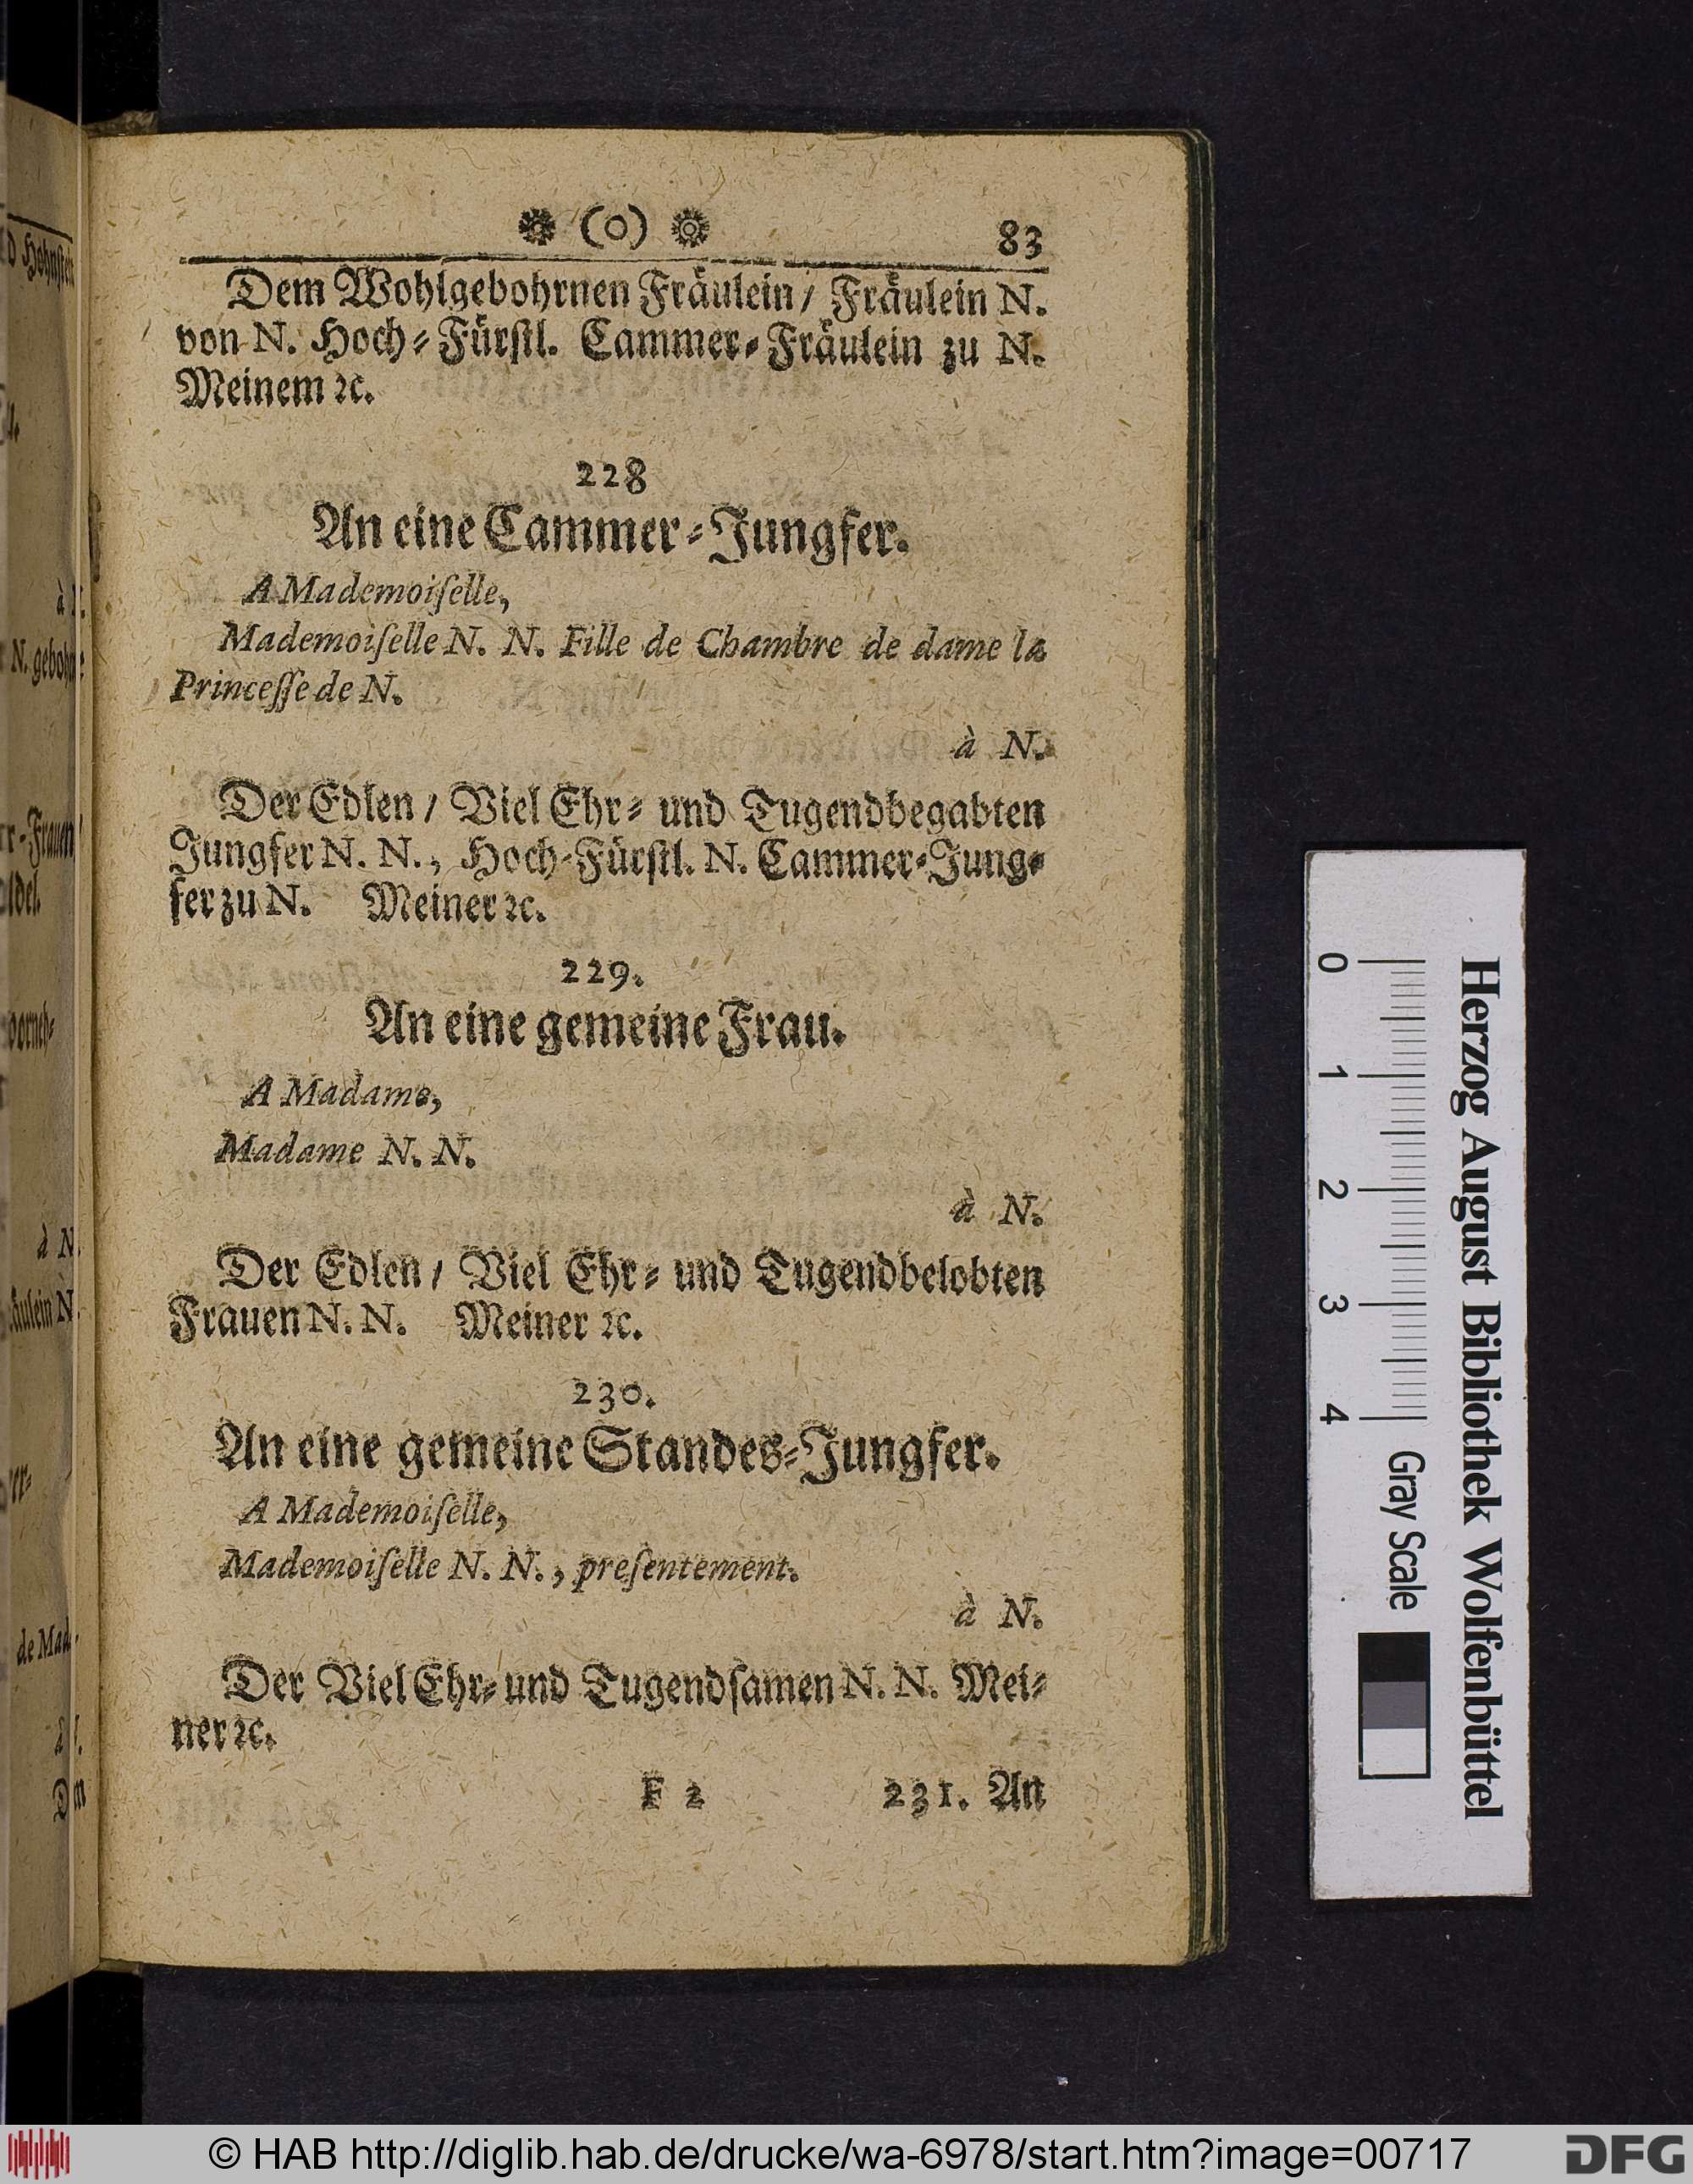 ❋ (o) ❋ 83
Dem Wohlgebohrnen Fräulein / Fräulein N.
von N. Hoch⸗Fürſtl. Cammer⸗Fräulein zu N.
Meinem ꝛc.
228
An eine Cammer⸗Jungfer.
A Mademoiſelle,
Mademoiſelle N. N. Fille de Chambre de dame la
Princeſſe de N.
à N.
Der Edlen / Viel Ehr⸗ und Tugendbegabten
Jungfer N. N., Hoch⸗Fürſtl. N. Cammer⸗Jung⸗
fer zu N. Meiner ꝛc.
229.
An eine gemeine Frau.
A Madame,
Madame N. N.
à N.
Der Edlen / Viel Ehr⸗ und Tugendbelobten
Frauen N. N. Meiner ꝛc.
230.
An eine gemeine Standes⸗Jungfer.
A Mademoiſelle,
Mademoiſelle N. N., preſentement.
à N.
Der Viel Ehr⸗ und Tugendſamen N. N. Mei⸗
ner ꝛc.
F 2 231. An
0 1 2 3 4 Gray Scale
Herzog August Bibliothek Wolfenbüttel
© HAB http://diglib.hab.de/drucke/wa-6978/start.htm?image=00717
DFG